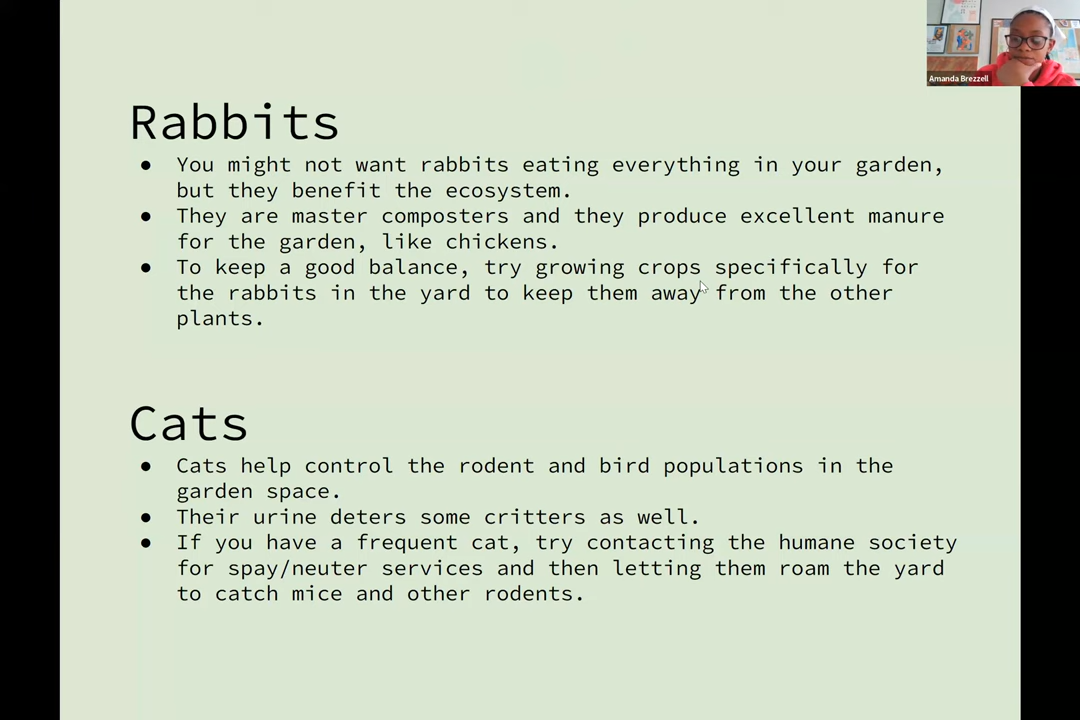 Amanda Brezzell
Rabbits
● You might not want rabbits eating everything in your garden,
but they benefit the ecosystem.
● They are master composters and they produce excellent manure
for the garden, like chickens.
● To keep a good balance, try growing crops specifically for
the rabbits in the yard to keep them away from the other
plants.
Cats
● Cats help control the rodent and bird populations in the
garden space.
● Their urine deters some critters as well.
● If you have a frequent cat, try contacting the humane society
for spay/neuter services and then letting them roam the yard
to catch mice and other rodents.